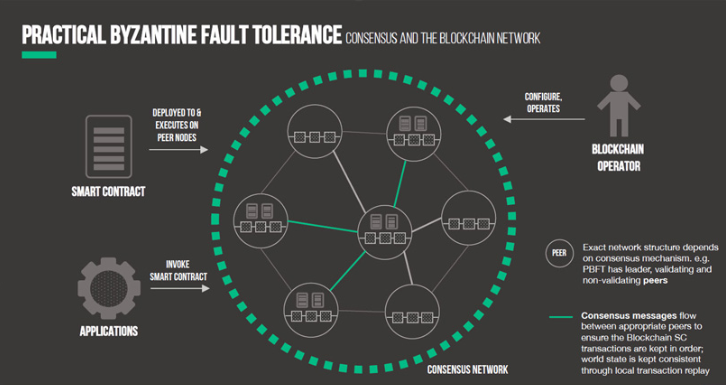 PRACTICAL BYZANTINE FAULT TOLERANCE CONSENSUS AND THE BLOCKCHAIN NETWORK
DEPLOYED TO &
EXECUTES ON
PEER NODES
SMART CONTRACT
CONFIGURE,
OPERATES
BLOCKCHAIN
OPERATOR
INVOKE
SMART CONTRACT
APPLICATIONS
CONSENSUS NETWORK
PEER
Exact network structure depends
on consensus mechanism. e.g.
PBFT has leader, validating and
non-validating peers
Consensus messages flow
between appropriate peers to
ensure the Blockchain SC
transactions are kept in order;
world state is kept consistent
through local transaction replay